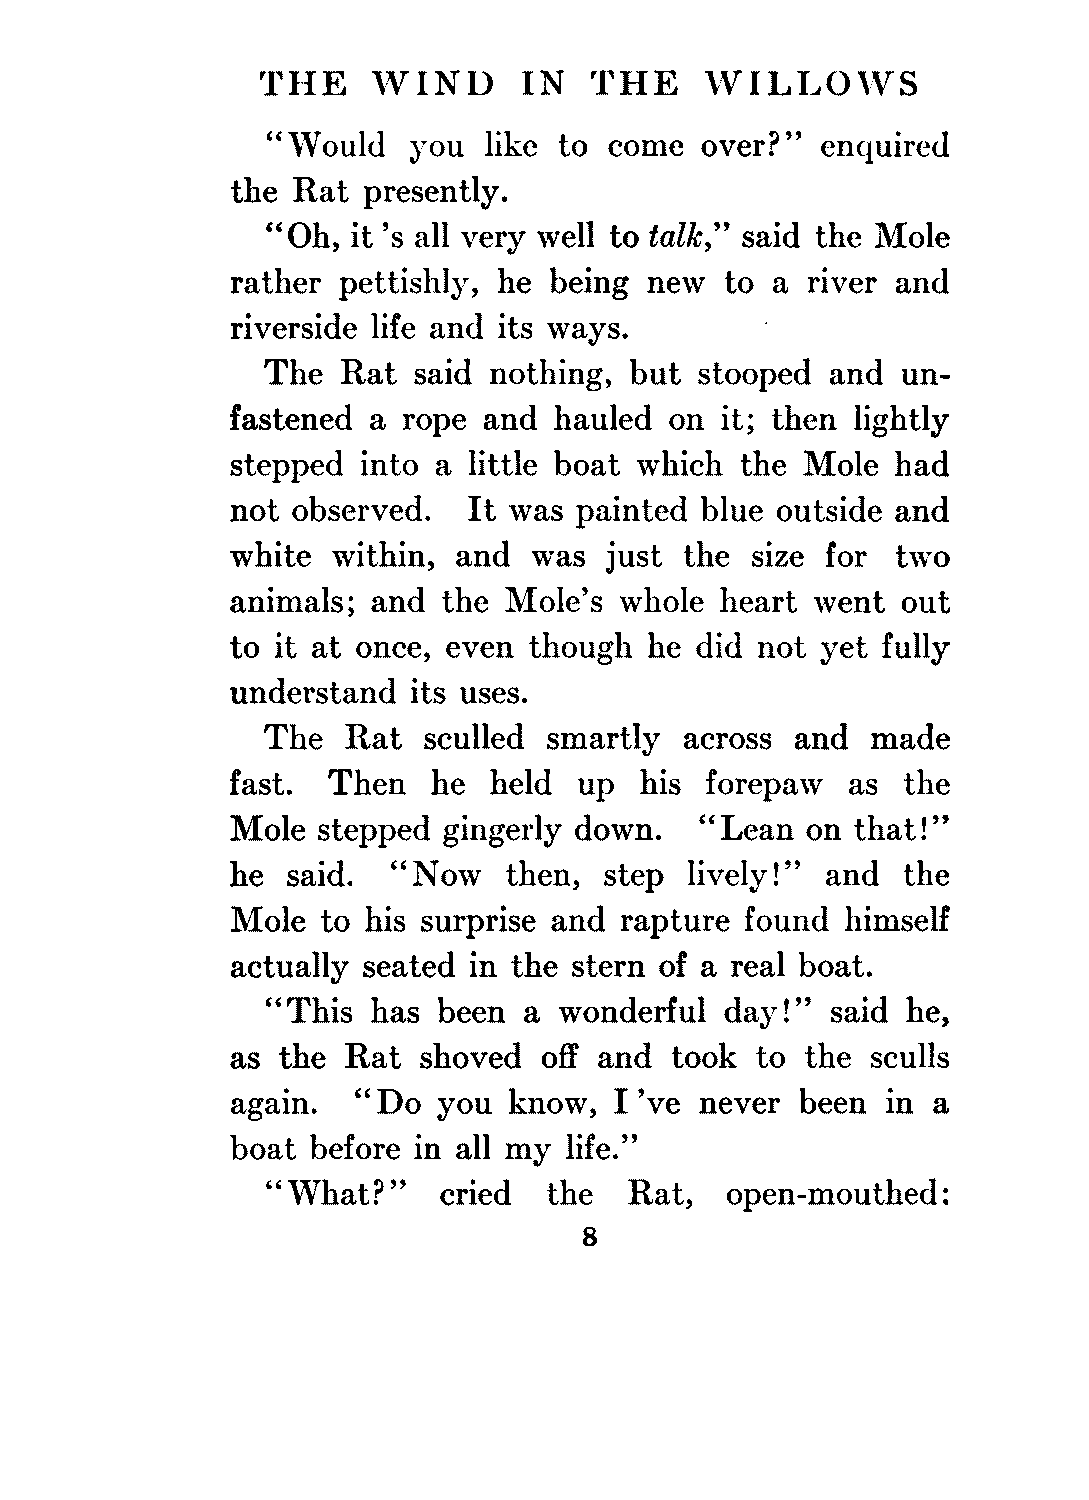 THE WIND IN THE WILLOWS
“Would you like to come over?” enquired
the Rat presently.
“Oh, it 's all very well to talk,” said the Mole
rather pettishly, he being new to a river and
riverside life and its ways.
The Rat said nothing, but stooped and un-
fastened a rope and hauled on it; then lightly
stepped into a little boat which the Mole had
not observed. It was painted blue outside and
white within, and was just the size for two
animals; and the Mole's whole heart went out
to it at once, even though he did not yet fully
understand its uses.
The Rat sculled smartly across and made
fast. Then he held up his forepaw as the
Mole stepped gingerly down. “Lean on that!”
he said. “Now then, step lively!” and the
Mole to his surprise and rapture found himself
actually seated in the stern of a real boat.
“This has been a wonderful day!” said he,
as the Rat shoved off and took to the sculls
again. “Do you know, I 've never been in a
boat before in all my life.”
“What?” cried the Rat, open-mouthed:
8